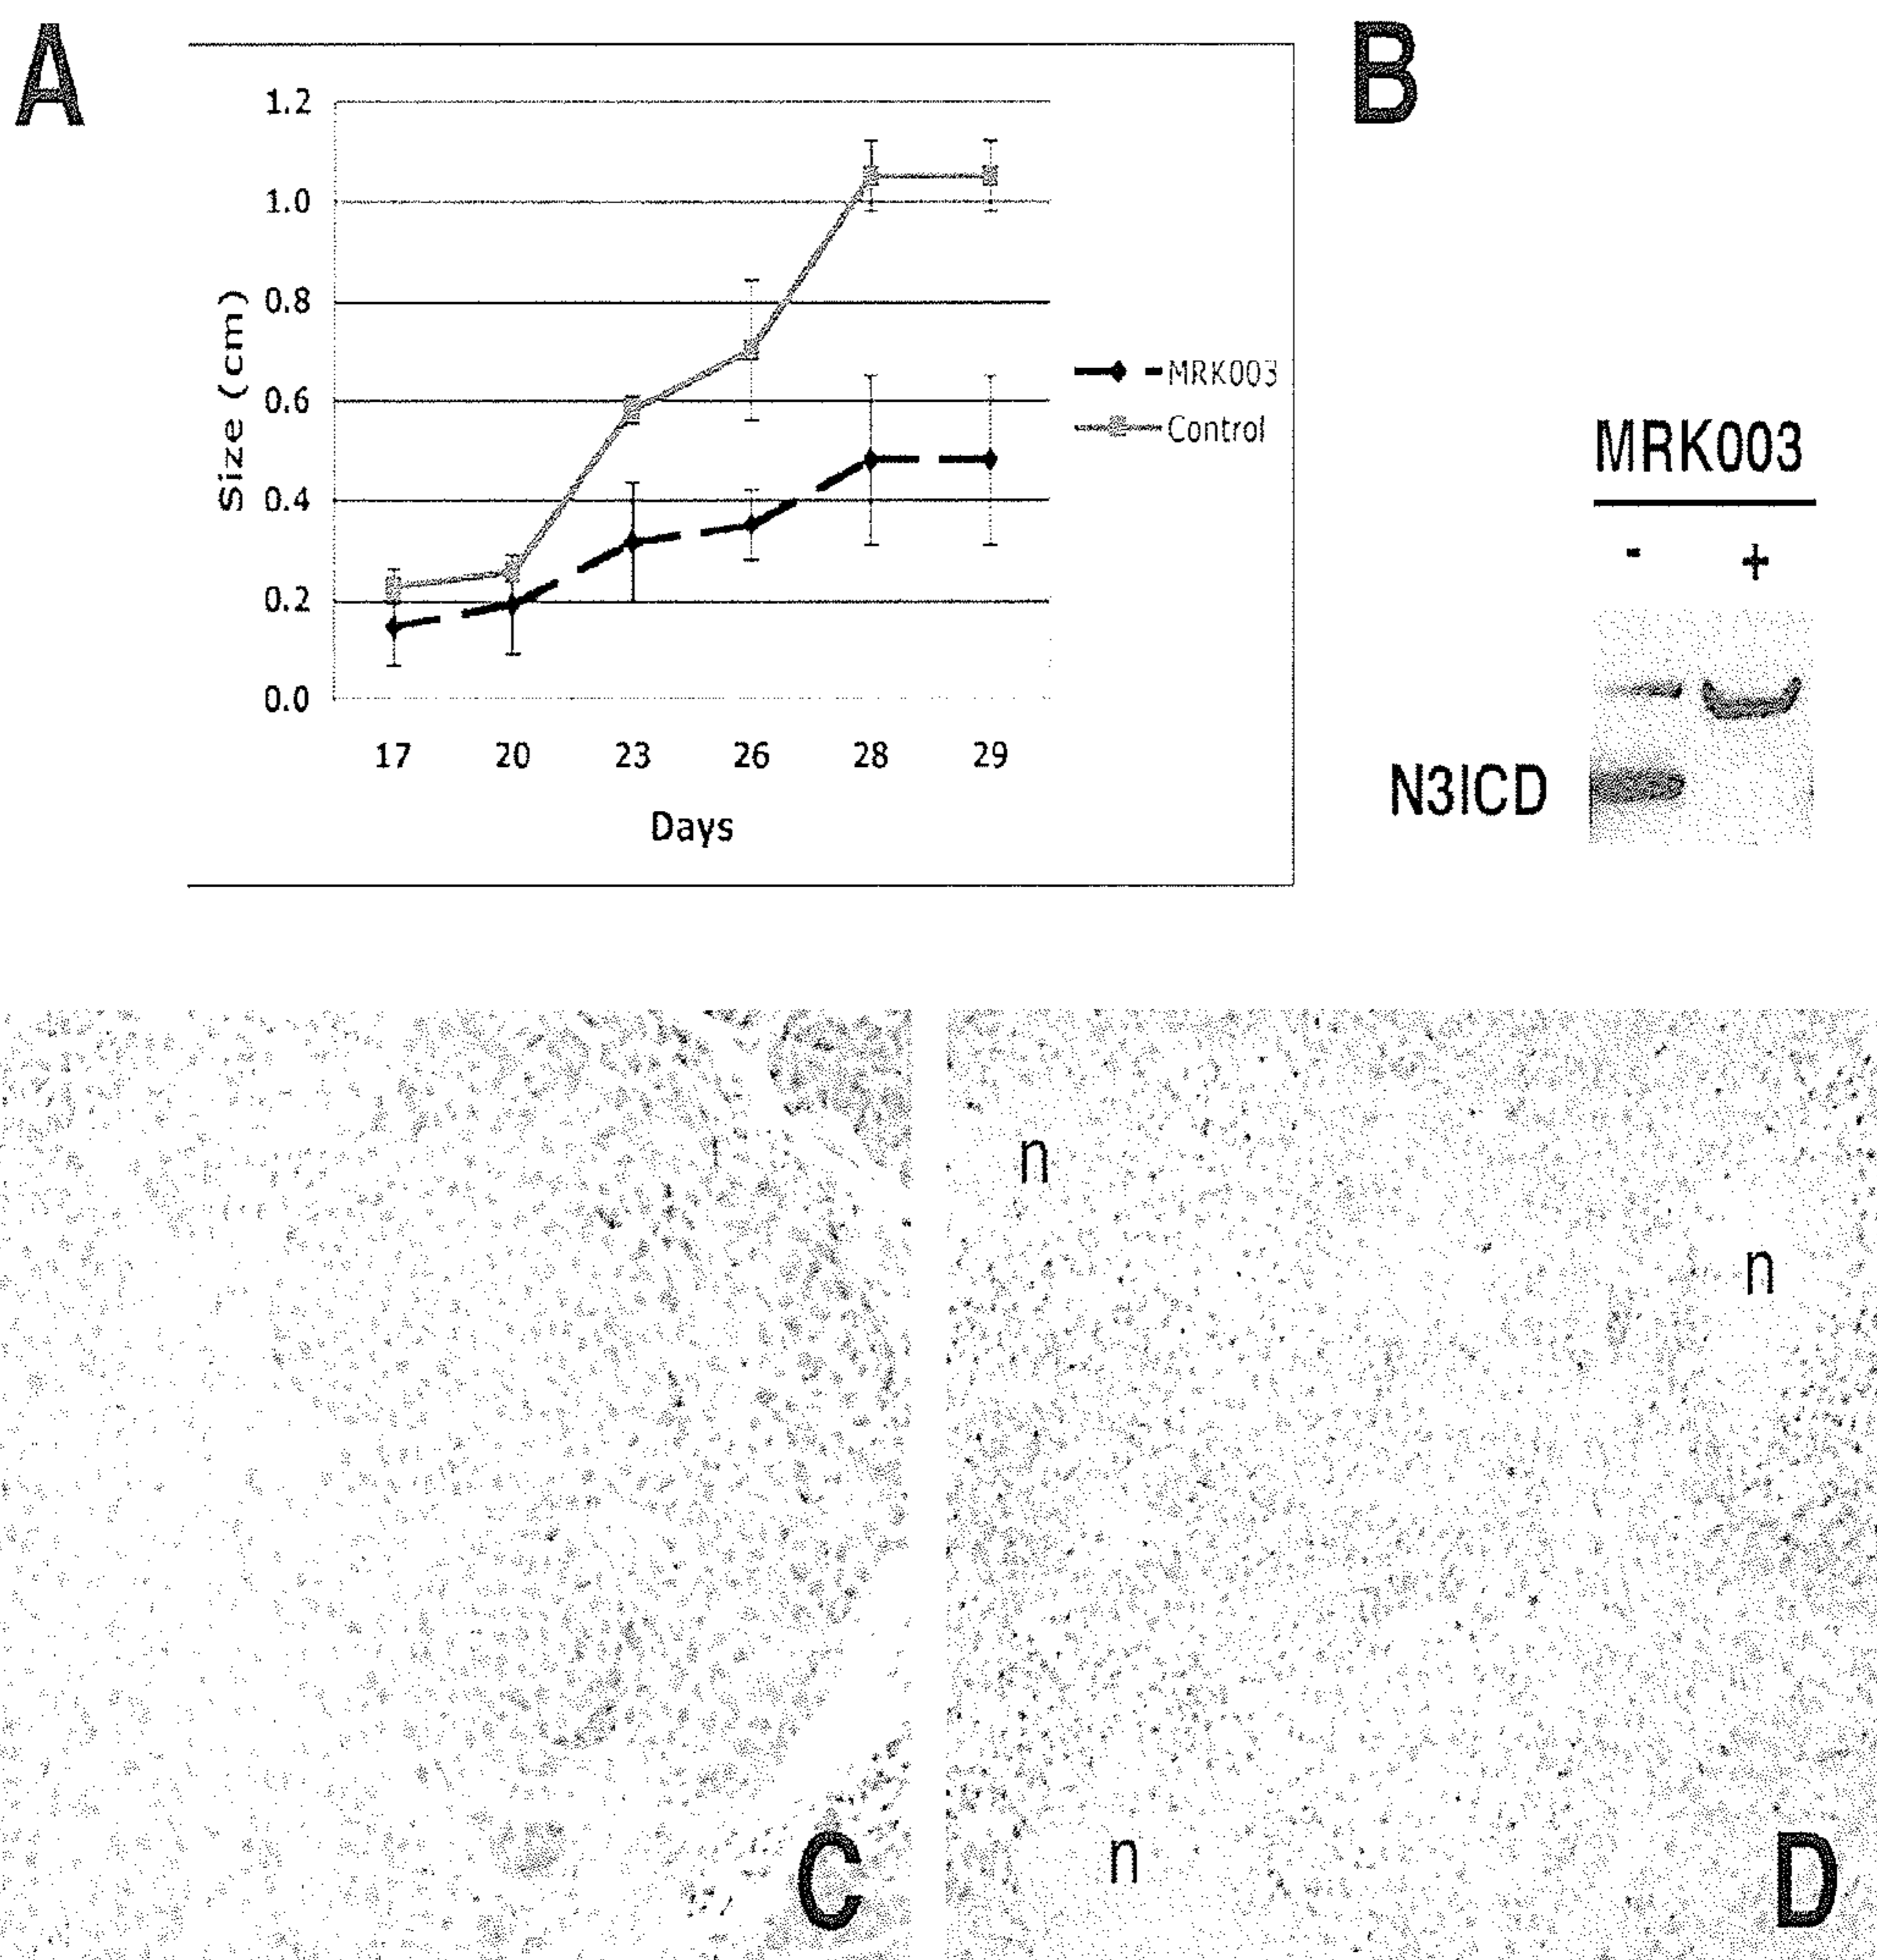 A
B
1.2
1.0
0.8
0.6
0.4
0.2
0.0
Size (cm)
17 20 23 26 28 29
Days
MRK003
Control
MRK003
- +
N3ICD
n
n
n
C
D